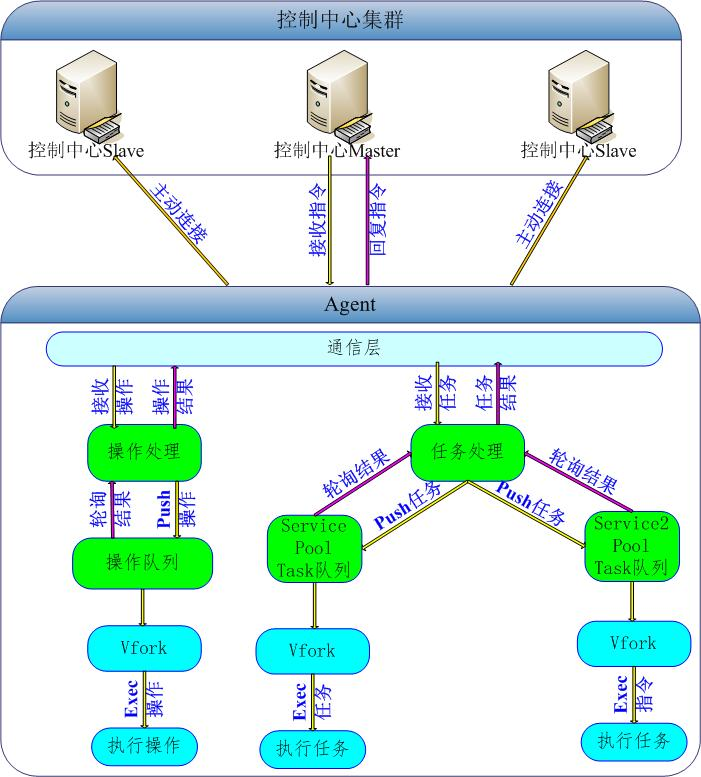 控制中心集群
控制中心Slave
控制中心Master
控制中心Slave
主动连接
接收指令
回复指令
主动连接
Agent
通信层
接收
操作
操作
结果
接收
任务
任务
结果
操作处理
任务处理
轮询
结果
Push
操作
轮询结果
Push任务
Push任务
轮询结果
操作队列
Service
Pool
Task队列
Service2
Pool
Task队列
Vfork
Vfork
Vfork
Exec
操作
Exec
任务
Exec
指令
执行操作
执行任务
执行任务